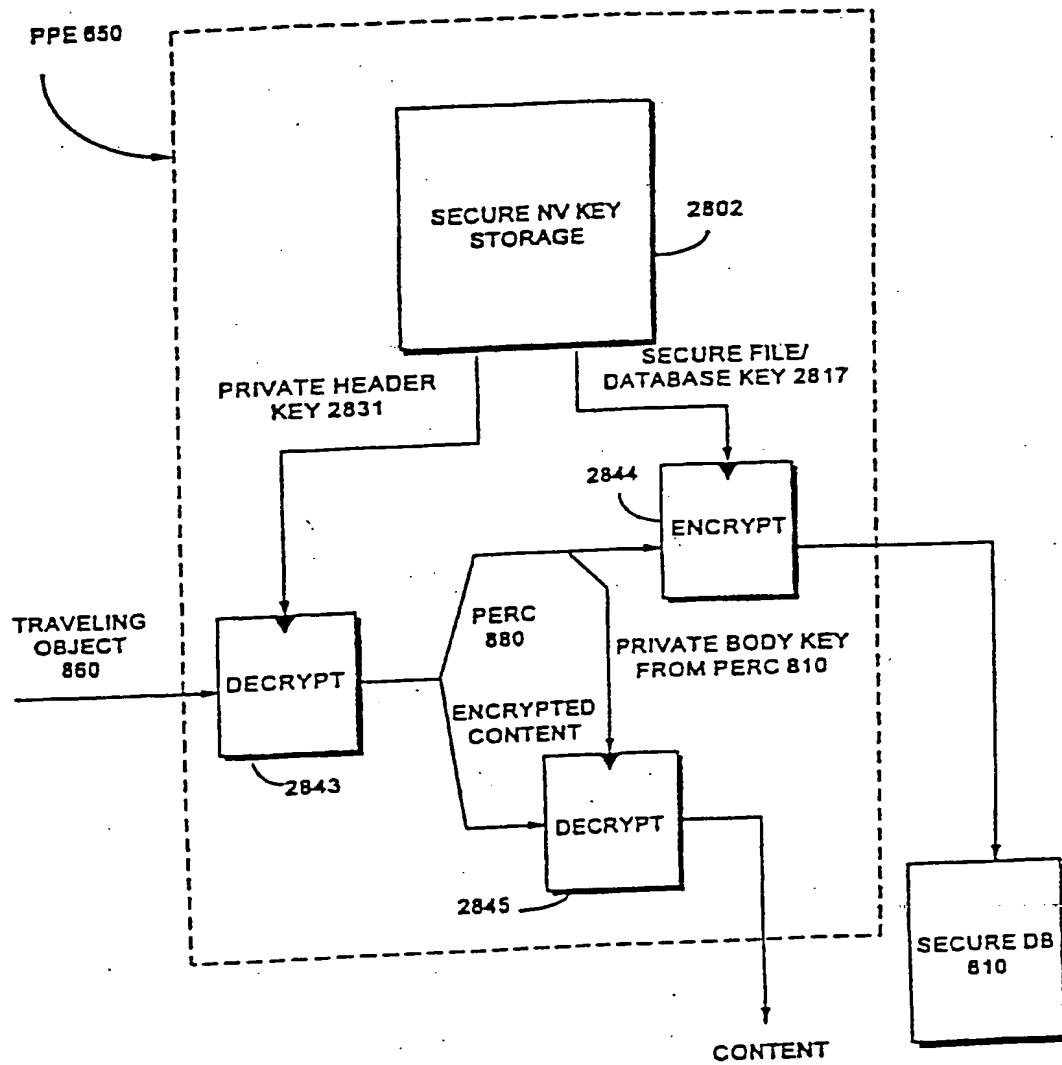 PPE 650
SECURE NV KEY
STORAGE
2802
PRIVATE HEADER
KEY 2831
SECURE FILE/
DATABASE KEY 2817
2844
ENCRYPT
TRAVELING
OBJECT
860
DECRYPT
PERC
880
PRIVATE BODY KEY
FROM PERC 810
ENCRYPTED
CONTENT
2843
DECRYPT
2845
SECURE DB
610
CONTENT